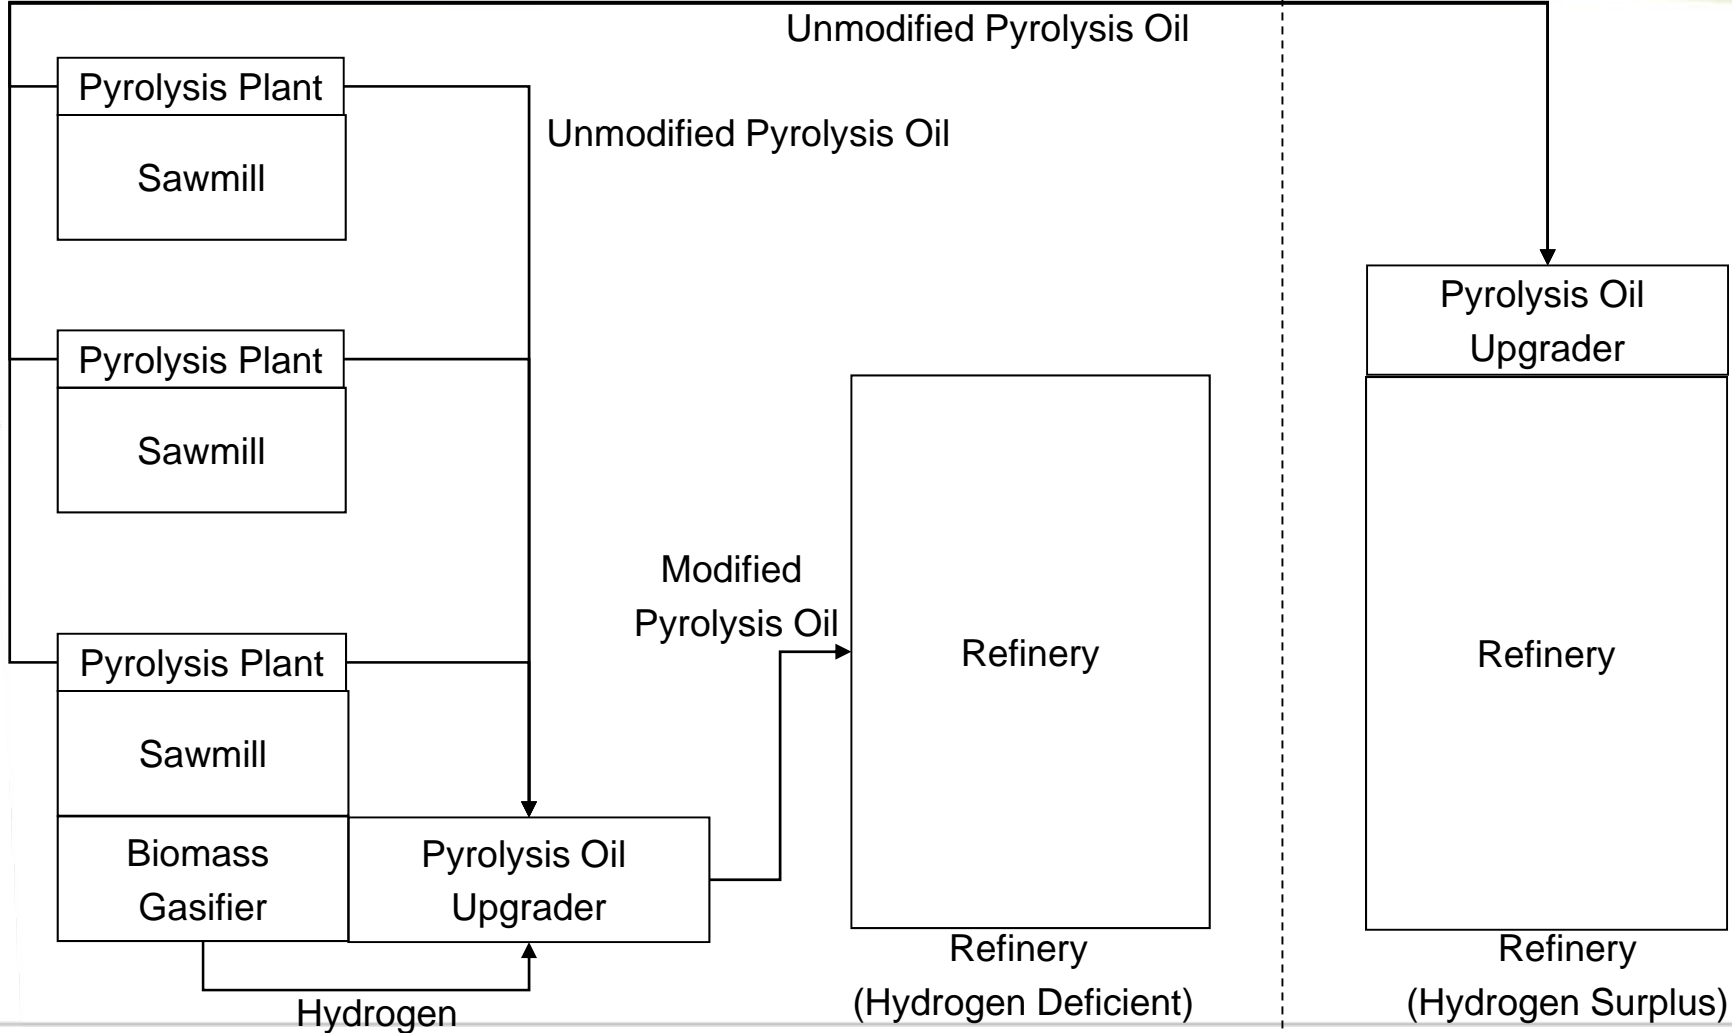 Unmodified Pyrolysis Oil
Pyrolysis Plant
Unmodified Pyrolysis Oil
Sawmill
Pyrolysis Oil
Upgrader
Pyrolysis Plant
Sawmill
Modified
Pyrolysis Oil
Refinery
Refinery
Pyrolysis Plant
Sawmill
Biomass
Gasifier
Pyrolysis Oil
Upgrader
Hydrogen
Refinery
(Hydrogen Deficient)
Refinery
(Hydrogen Surplus)